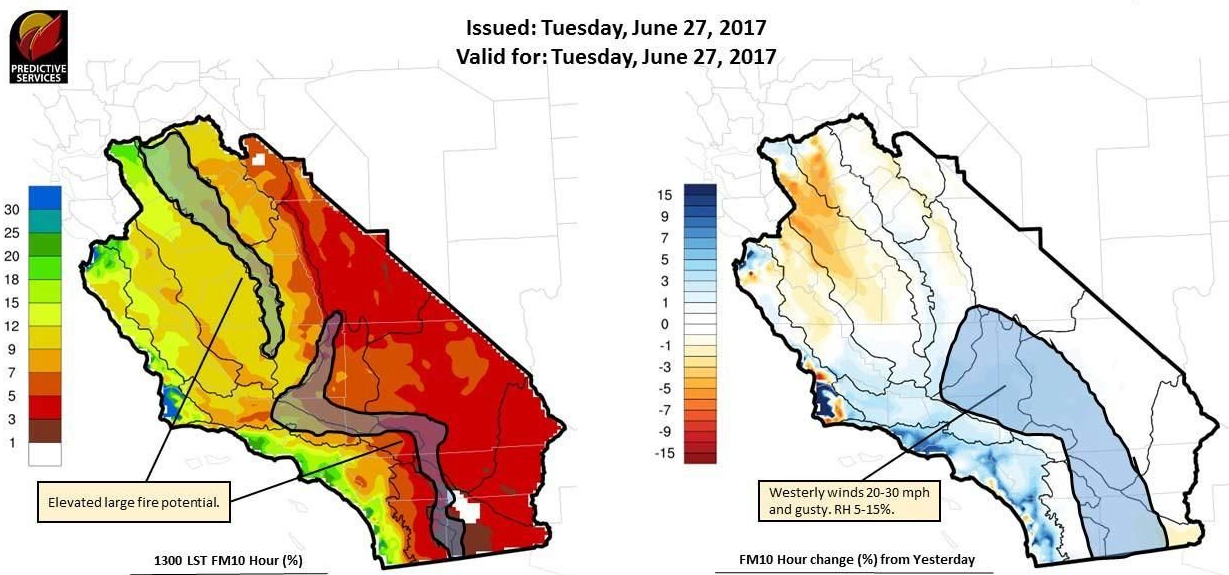 Issued: Tuesday, June 27, 2017
Valid for: Tuesday, June 27, 2017
PREDICTIVE
SERVICES
30
25
20
18
15
12
9
7
5
3
1
Elevated large fire potential.
1300 LST FM10 Hour (%)
15
9
7
5
3
1
0
-1
-3
-5
-7
-9
-15
Westerly winds 20-30 mph
and gusty. RH 5-15%.
FM10 Hour change (%) from Yesterday